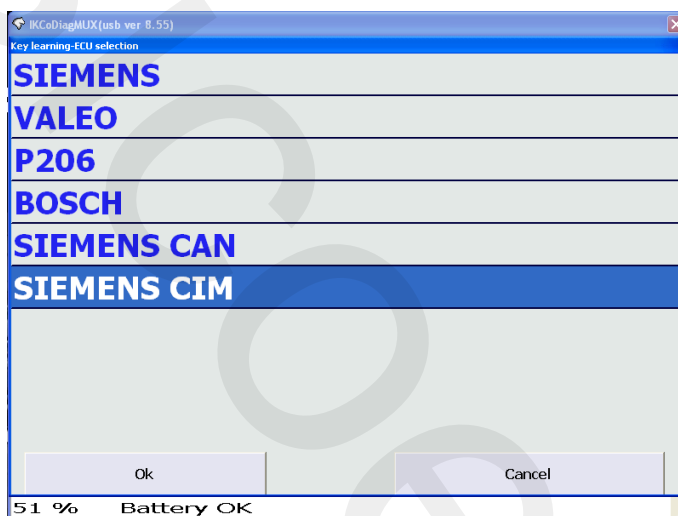 IKCoDiagMUX(usb ver 8.55)
Key learning-ECU selection
SIEMENS
VALEO
P206
BOSCH
SIEMENS CAN
SIEMENS CIM
Ok Cancel
51 % Battery OK